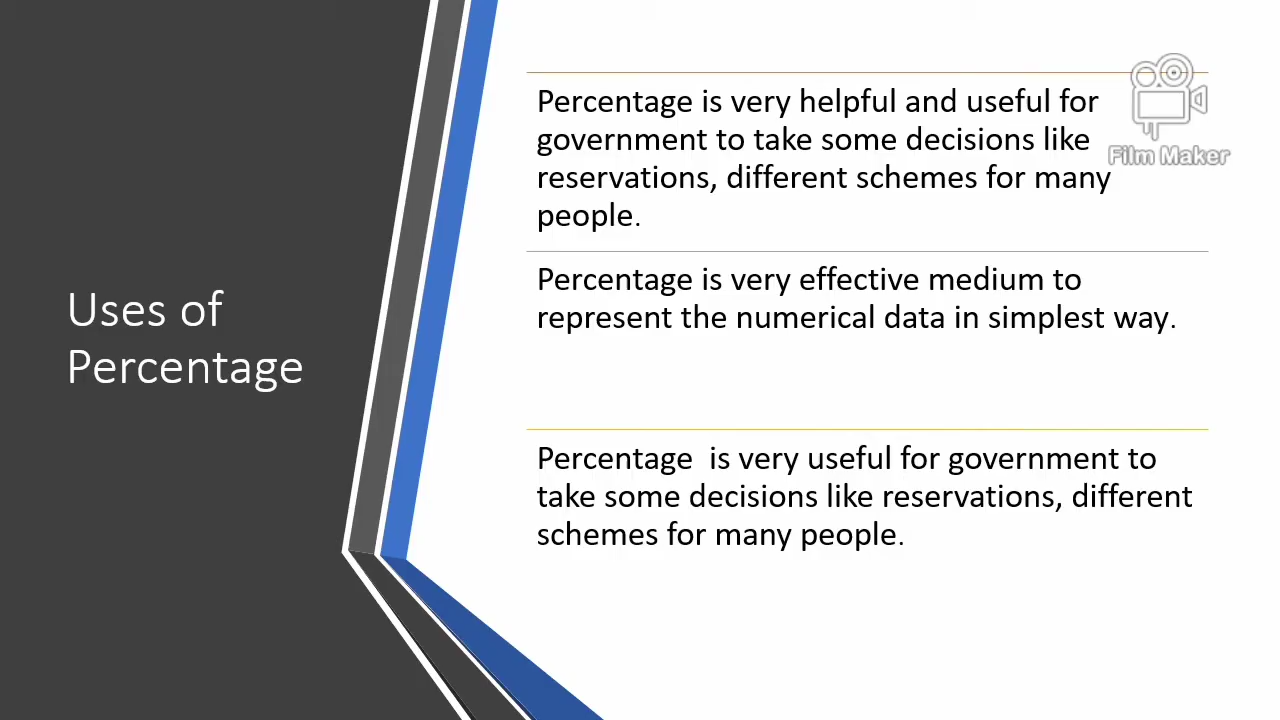 Uses of
Percentage
Percentage is very helpful and useful for
government to take some decisions like
reservations, different schemes for many
people.
Percentage is very effective medium to
represent the numerical data in simplest way.
Percentage  is very useful for government to
take some decisions like reservations, different
schemes for many people.
Film Maker